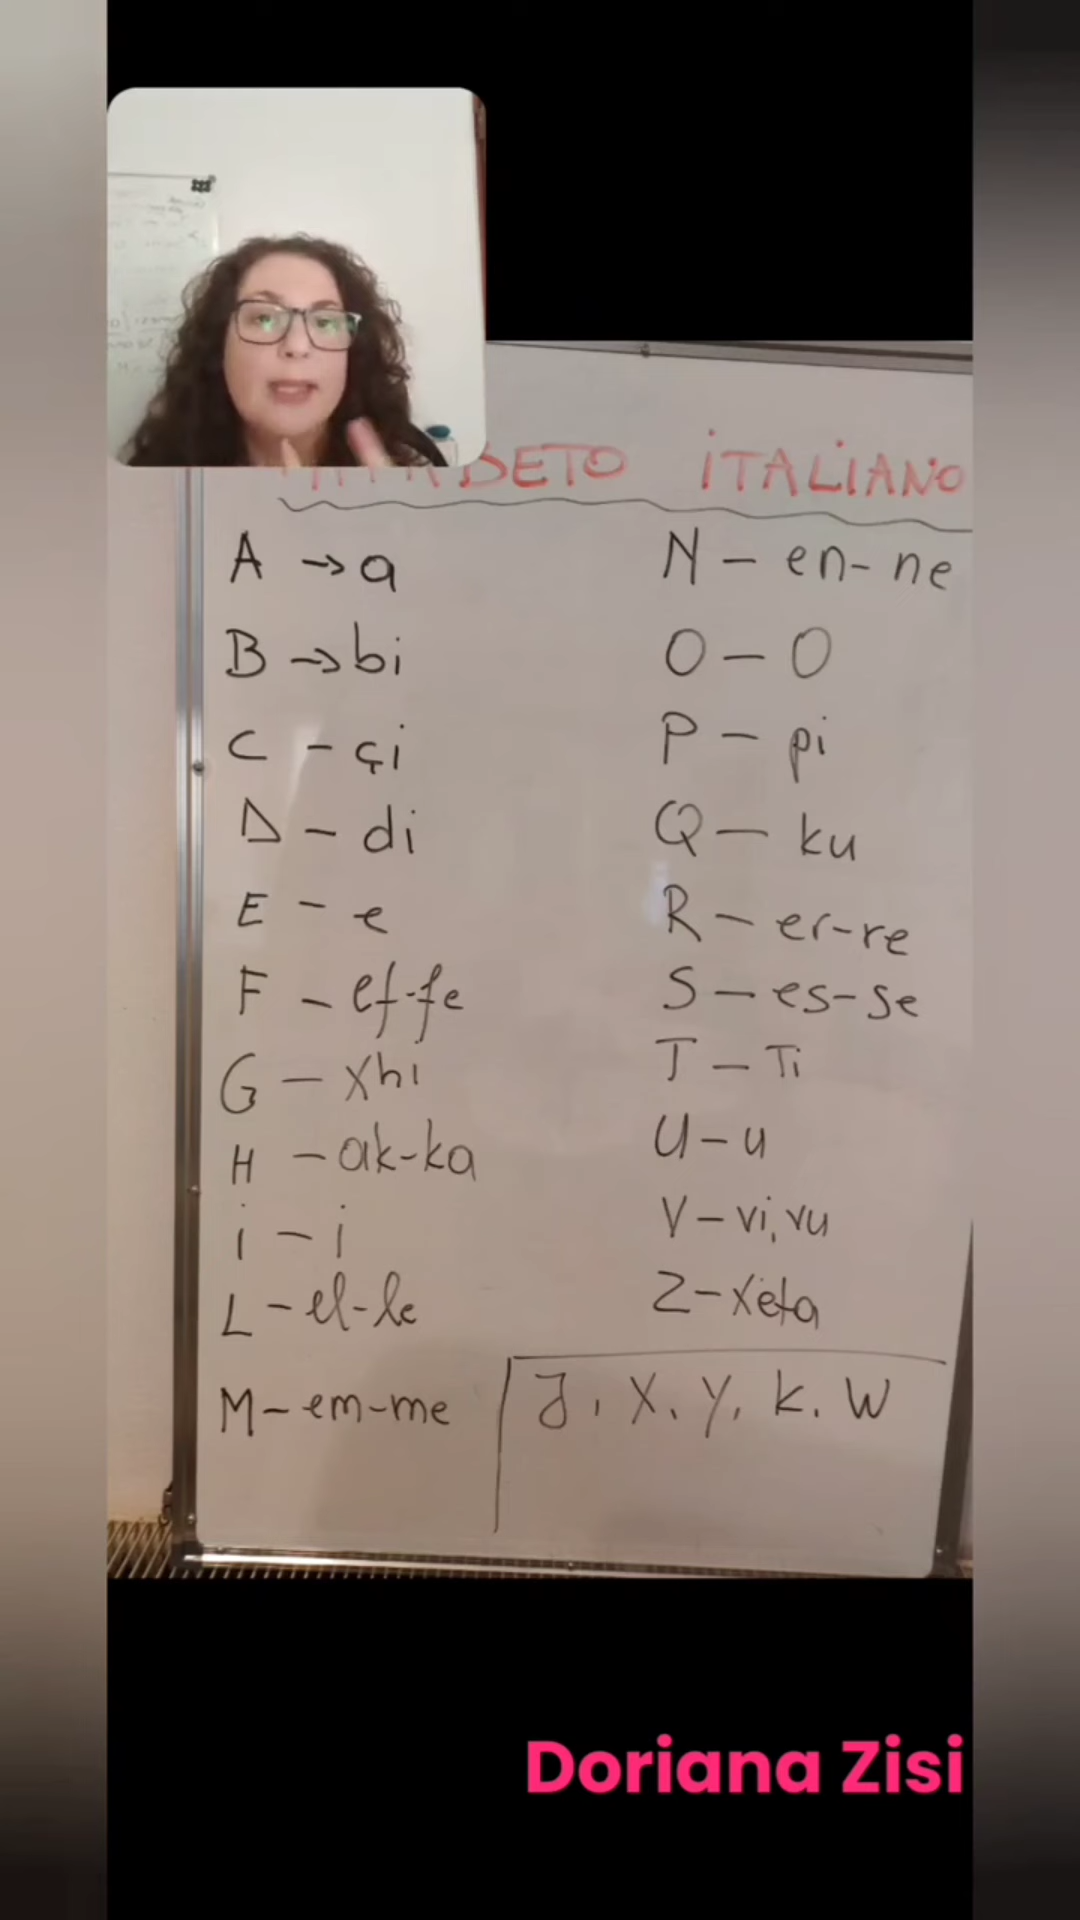 BETO ITALIANO
A → a
B → bi
C - çi
D - di
E - e
F - ef-fe
G - xhi
H - ak-ka
i - i
L - el-le
M - em-me
N - en-ne
O - O
P - pi
Q - ku
R - er-re
S - es-se
T - Ti
U - u
V - vi, vu
Z - Xeta
J, X, Y, K, W
Doriana Zisi